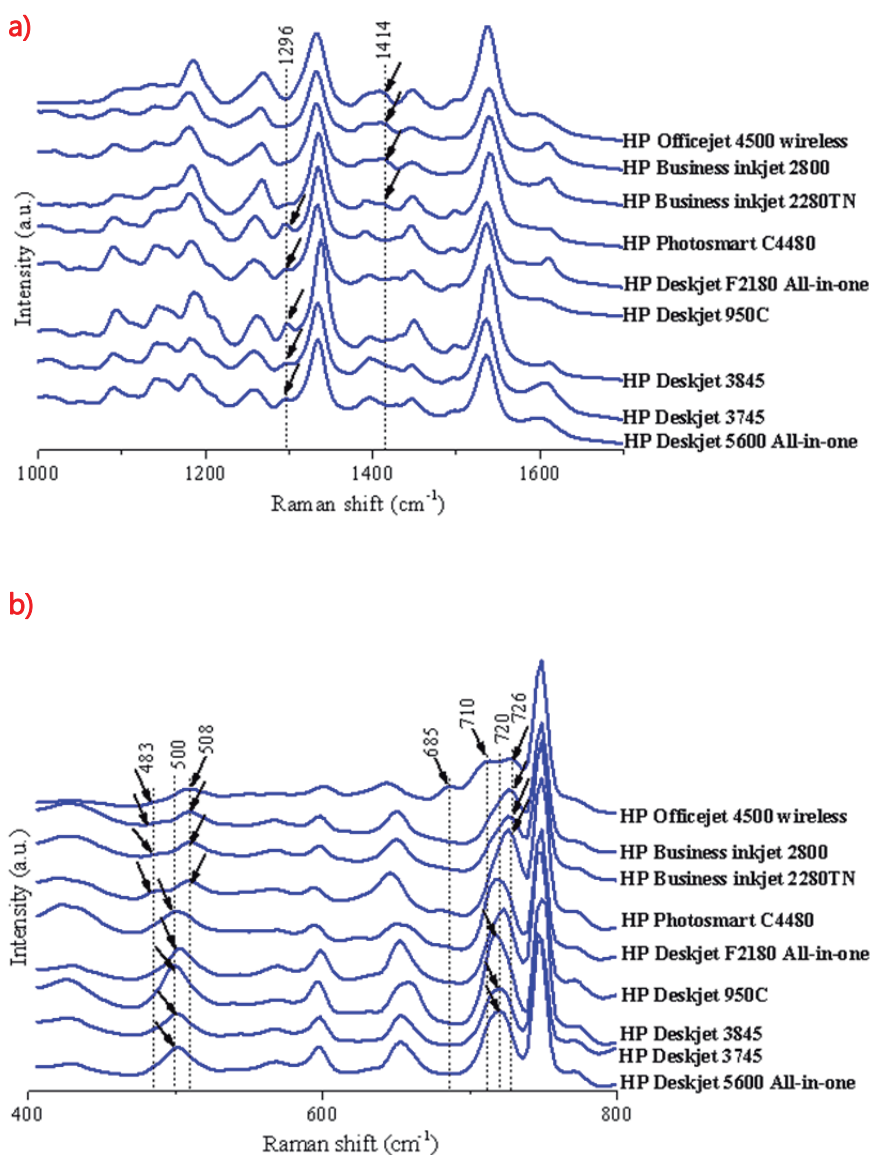 a)
1296
1414
HP Officejet 4500 wireless
HP Business inkjet 2800
HP Business inkjet 2280TN
HP Photosmart C4480
HP Deskjet F2180 All-in-one
HP Deskjet 950C
HP Deskjet 3845
HP Deskjet 3745
HP Deskjet 5600 All-in-one
Intensity (a.u.)
1000 1200 1400 1600
Raman shift (cm⁻¹)
b)
483
500
508
685
710
720
726
HP Officejet 4500 wireless
HP Business inkjet 2800
HP Business inkjet 2280TN
HP Photosmart C4480
HP Deskjet F2180 All-in-one
HP Deskjet 950C
HP Deskjet 3845
HP Deskjet 3745
HP Deskjet 5600 All-in-one
Intensity (a.u.)
400 600 800
Raman shift (cm⁻¹)